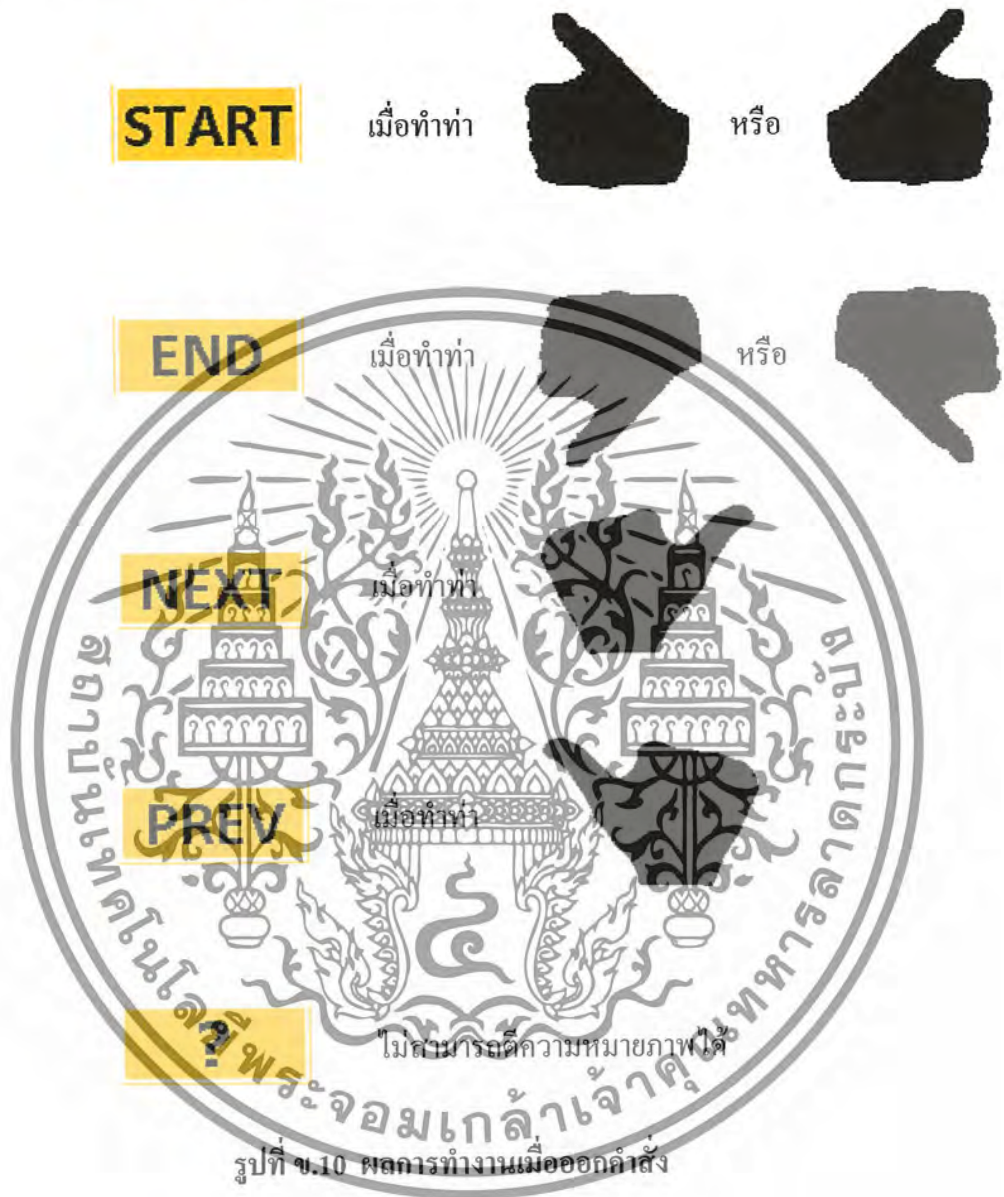 START เมื่อทำท่า หรือ
END เมื่อทำท่า หรือ
NEXT เมื่อทำท่า
PREV เมื่อทำท่า
? ไม่สามารถตีความหมายภาพได้
รูปที่ ข.10 ผลการทำงานเมื่อออกคำสั่ง
สถาบันเทคโนโลยีพระจอมเกล้าเจ้าคุณทหารลาดกระบัง